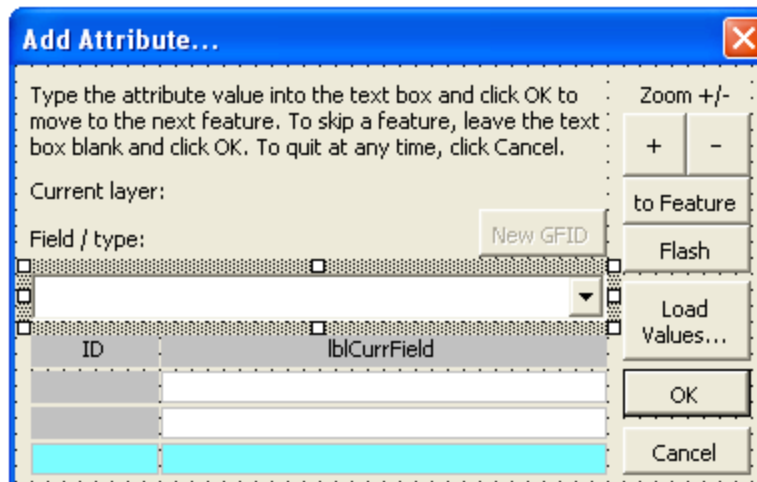 Add Attribute...
Type the attribute value into the text box and click OK to
move to the next feature. To skip a feature, leave the text
box blank and click OK. To quit at any time, click Cancel.
Current layer:
Field / type:
New GFID
ID
lblCurrField
Zoom +/-
+
-
to Feature
Flash
Load
Values...
OK
Cancel